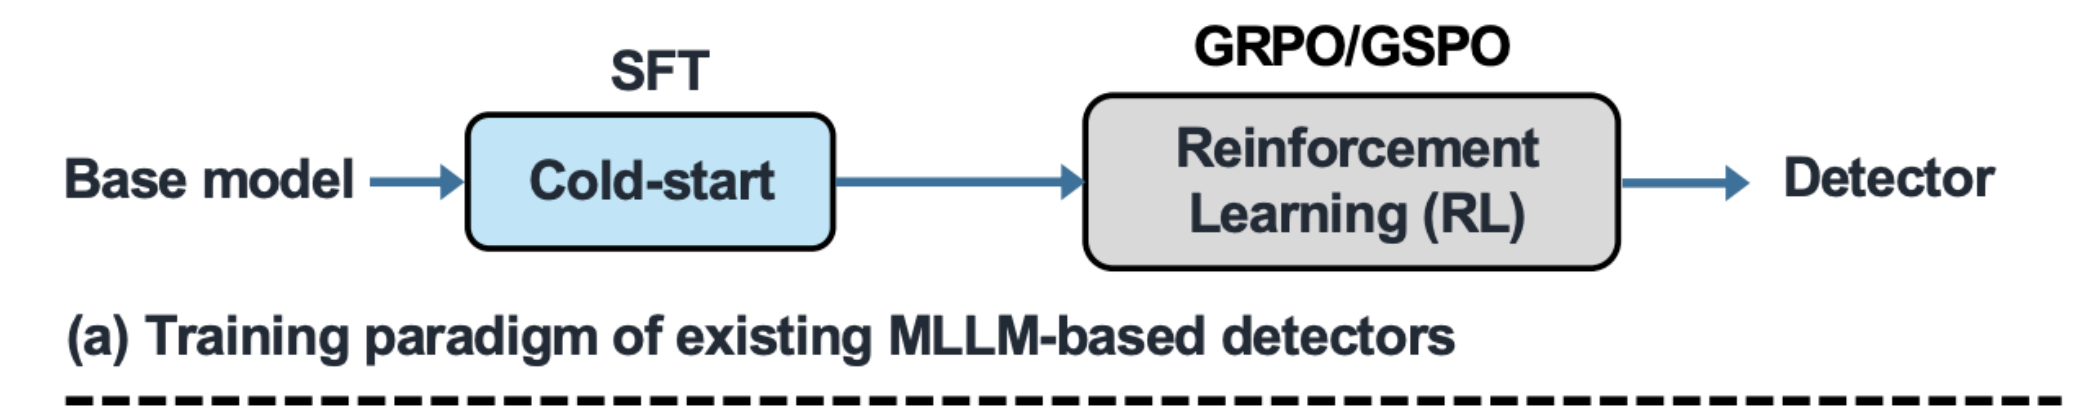 SFT
GRPO/GSPO
Base model
Cold-start
Reinforcement
Learning (RL)
Detector
(a) Training paradigm of existing MLLM-based detectors